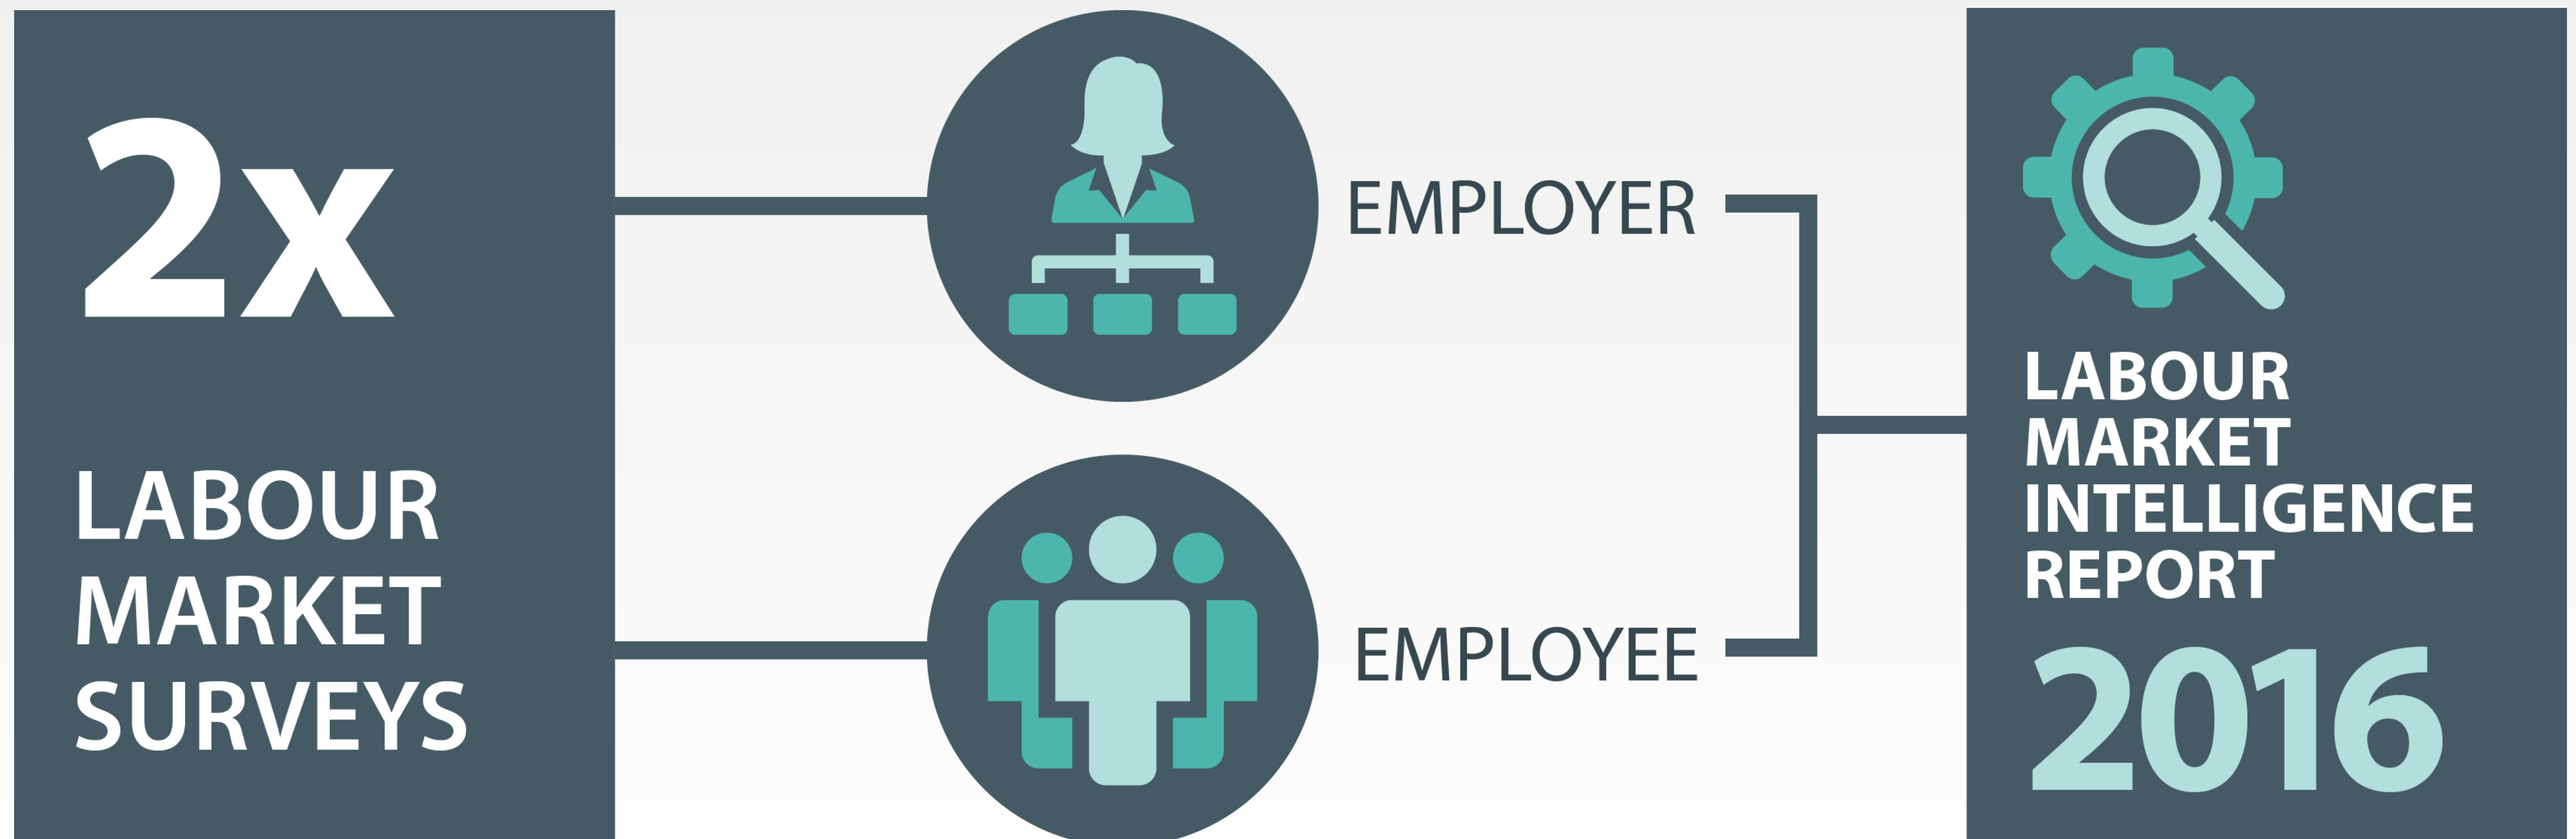 2x
LABOUR
MARKET
SURVEYS
EMPLOYER
EMPLOYEE
LABOUR
MARKET
INTELLIGENCE
REPORT
2016